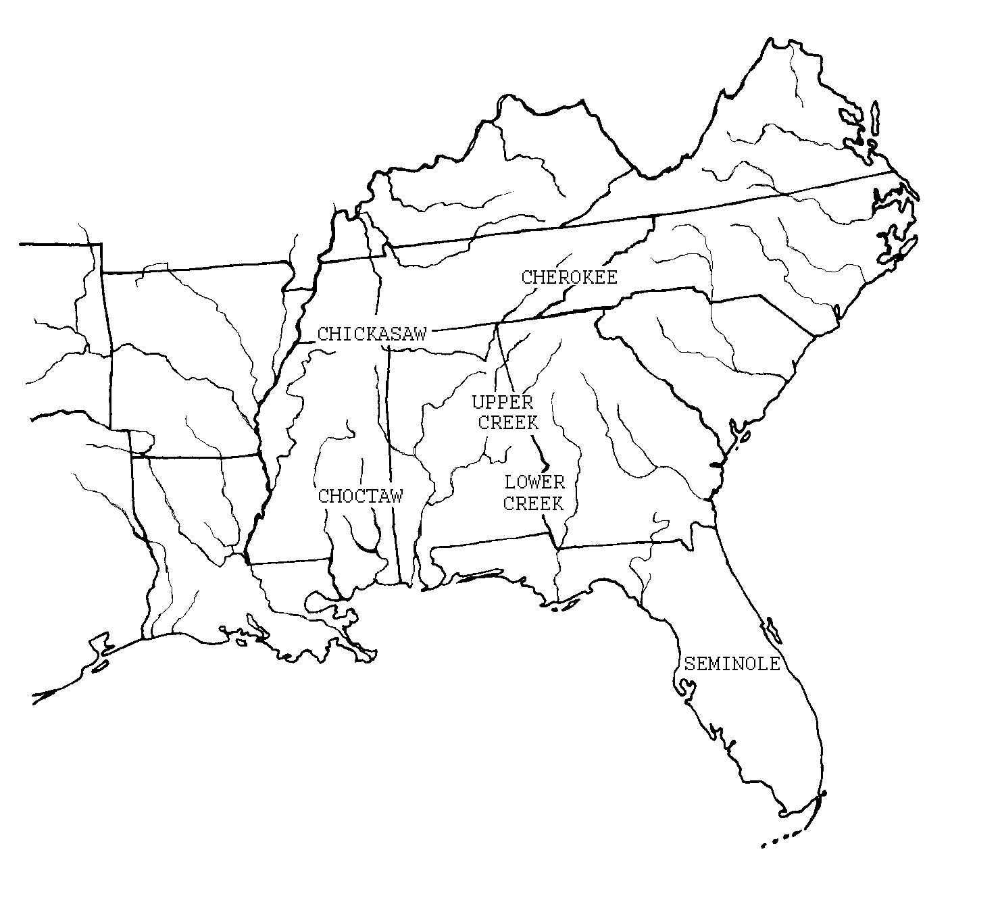 CHEROKEE
CHICKASAW
UPPER
CREEK
LOWER
CREEK
CHOCTAW
SEMINOLE